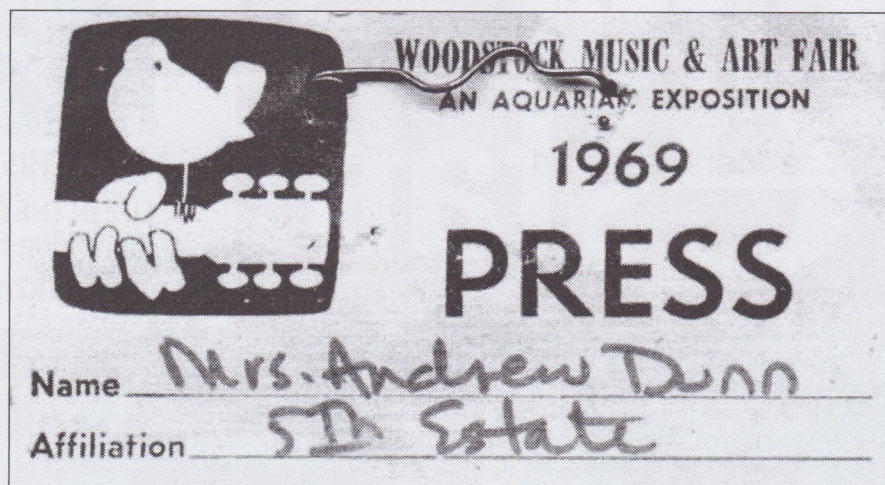 WOODSTOCK MUSIC & ART FAIR
AN AQUARIAN EXPOSITION
1969
PRESS
Name Mrs. Andrew Dunn
Affiliation 5Th Estate